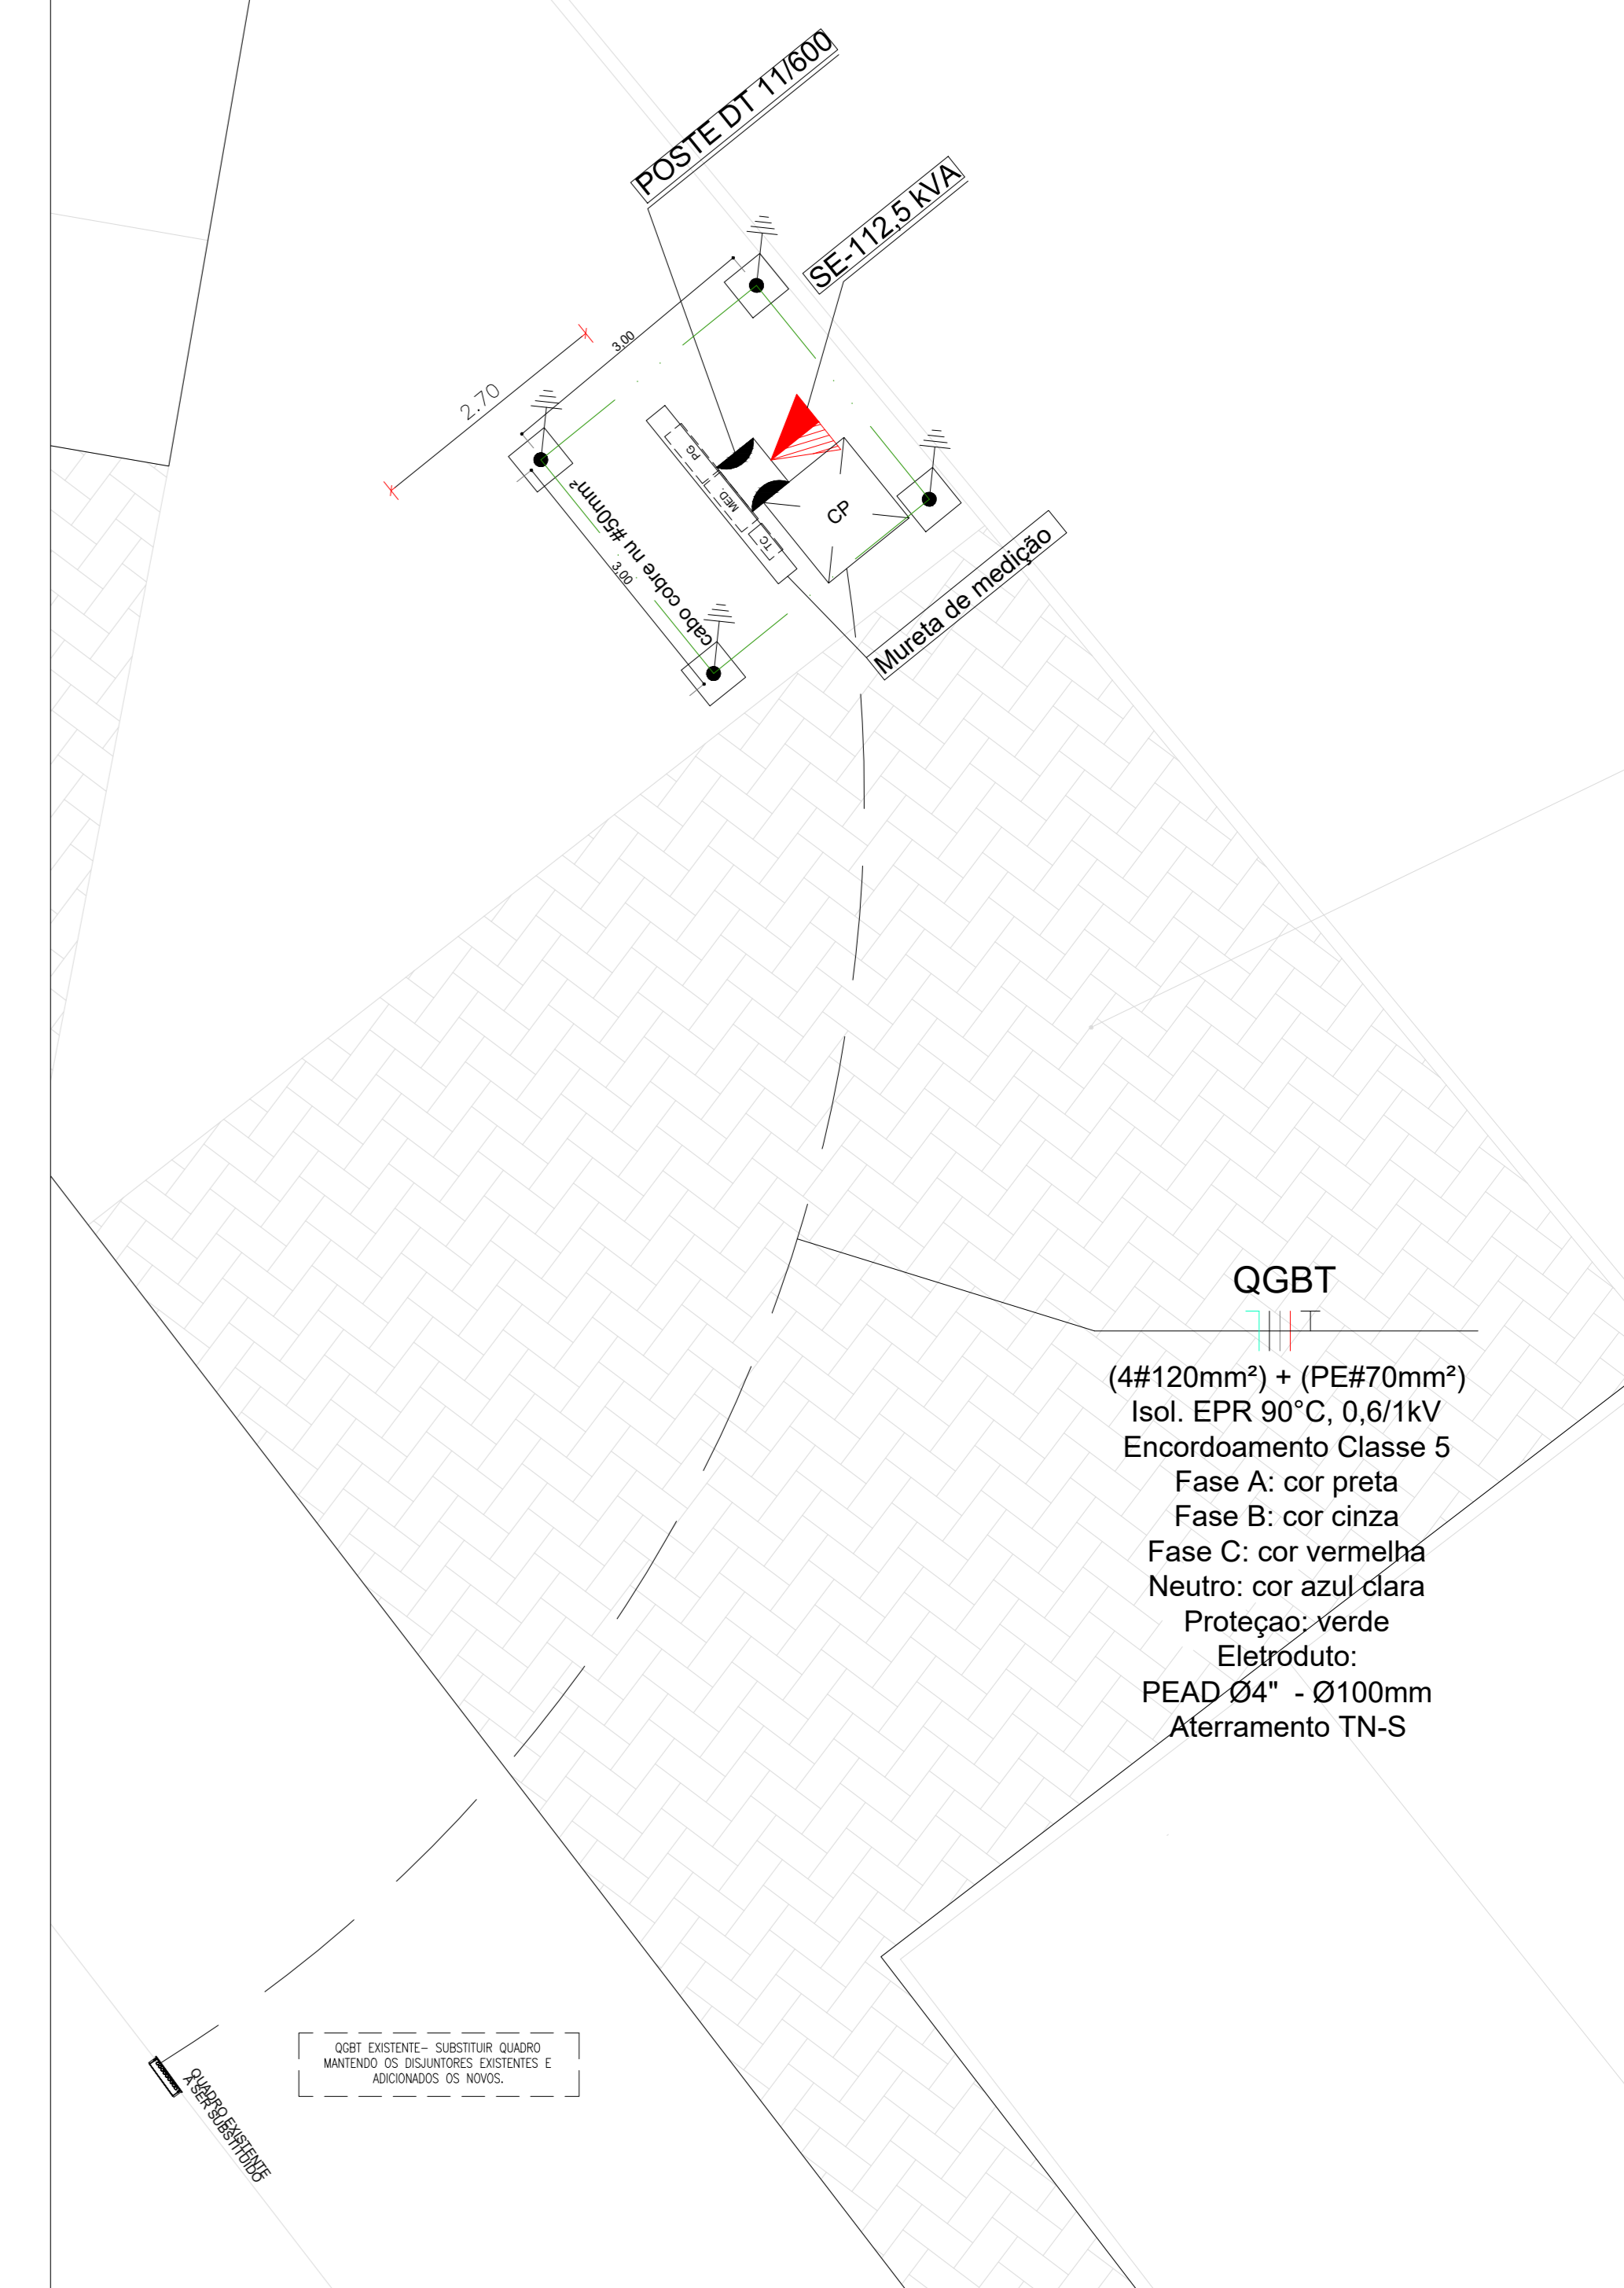 POSTE DT 11/600
SE-112,5 kVA
3,00
2.70
PG
MED.
TC
CP
cabo cobre nu #50mm²
3,00
Mureta de medição
QGBT
(4#120mm²) + (PE#70mm²)
Isol. EPR 90°C, 0,6/1kV
Encordoamento Classe 5
Fase A: cor preta
Fase B: cor cinza
Fase C: cor vermelha
Neutro: cor azul clara
Proteçao: verde
Eletroduto:
PEAD Ø4" - Ø100mm
Aterramento TN-S
QGBT EXISTENTE- SUBSTITUIR QUADRO
MANTENDO OS DISJUNTORES EXISTENTES E
ADICIONADOS OS NOVOS.
QUADRO EXISTENTE
A SER SUBSTITUIDO